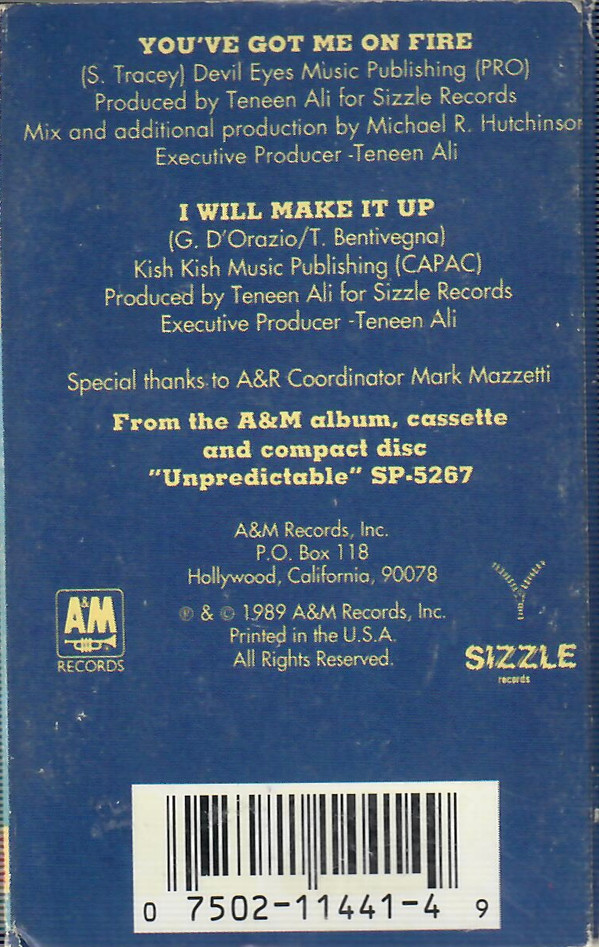 YOU'VE GOT ME ON FIRE
(S. Tracey) Devil Eyes Music Publishing (PRO)
Produced by Teneen Ali for Sizzle Records
Mix and additional production by Michael R. Hutchinson
Executive Producer -Teneen Ali
I WILL MAKE IT UP
(G. D'Orazio/T. Bentivegna)
Kish Kish Music Publishing (CAPAC)
Produced by Teneen Ali for Sizzle Records
Executive Producer -Teneen Ali
Special thanks to A&R Coordinator Mark Mazzetti
From the A&M album, cassette
and compact disc
"Unpredictable" SP-5267
A&M Records, Inc.
P.O. Box 118
Hollywood, California, 90078
℗ & © 1989 A&M Records, Inc.
Printed in the U.S.A.
All Rights Reserved.
A&M
RECORDS
SIZZLE
records
0 7502-11441-4 9